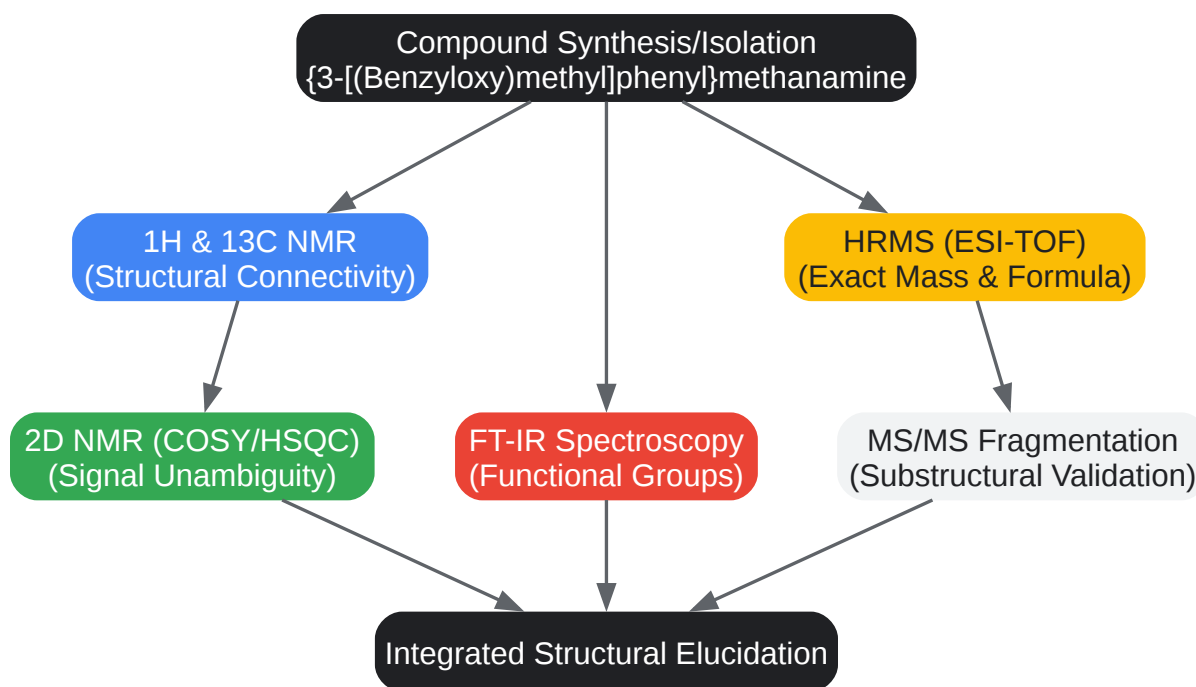 Compound Synthesis/Isolation
{3-[(Benzyloxy)methyl]phenyl}methanamine
1H & 13C NMR
(Structural Connectivity)
HRMS (ESI-TOF)
(Exact Mass & Formula)
2D NMR (COSY/HSQC)
(Signal Unambiguity)
FT-IR Spectroscopy
(Functional Groups)
MS/MS Fragmentation
(Substructural Validation)
Integrated Structural Elucidation